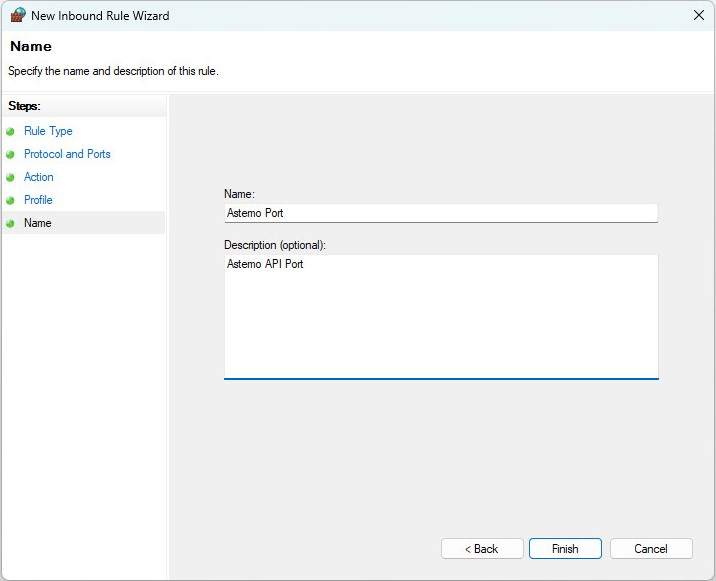 New Inbound Rule Wizard
Name
Specify the name and description of this rule.
Steps:
Rule Type
Protocol and Ports
Action
Profile
Name
Name:
Astemo Port
Description (optional):
Astemo API Port
< Back
Finish
Cancel